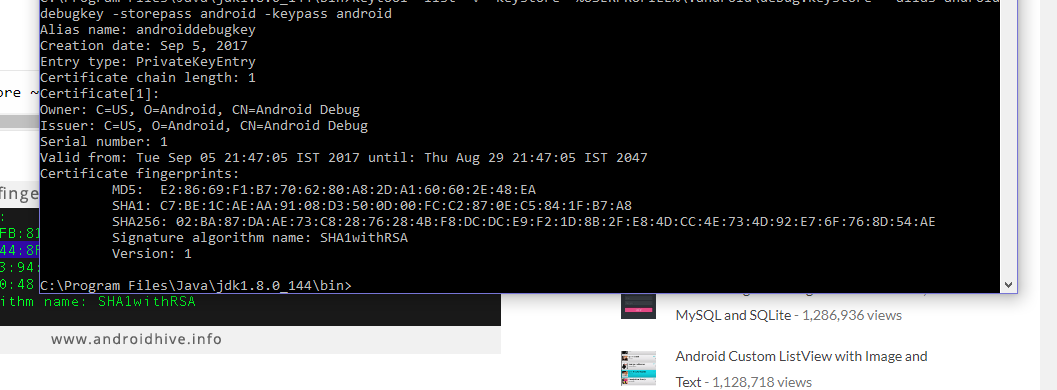 debugkey -storepass android -keypass android
Alias name: androiddebugkey
Creation date: Sep 5, 2017
Entry type: PrivateKeyEntry
Certificate chain length: 1
Certificate[1]:
Owner: C=US, O=Android, CN=Android Debug
Issuer: C=US, O=Android, CN=Android Debug
Serial number: 1
Valid from: Tue Sep 05 21:47:05 IST 2017 until: Thu Aug 29 21:47:05 IST 2047
Certificate fingerprints:
MD5: E2:86:69:F1:B7:70:62:80:A8:2D:A1:60:60:2E:48:EA
SHA1: C7:BE:1C:AE:AA:91:08:D3:50:0D:00:FC:C2:87:0E:C5:84:1F:B7:A8
SHA256: 02:BA:87:DA:AE:73:C8:28:76:28:4B:F8:DC:DC:E9:F2:1D:8B:2F:E8:4D:CC:4E:73:4D:92:E7:6F:76:8D:54:AE
Signature algorithm name: SHA1withRSA
Version: 1
C:\Program Files\Java\jdk1.8.0_144\bin>
ore ~
finge
:
FB:81
44:8F
3:94:
0:48
ithm name: SHA1withRSA
www.androidhive.info
MySQL and SQLite - 1,286,936 views
Android Custom ListView with Image and
Text - 1,128,718 views